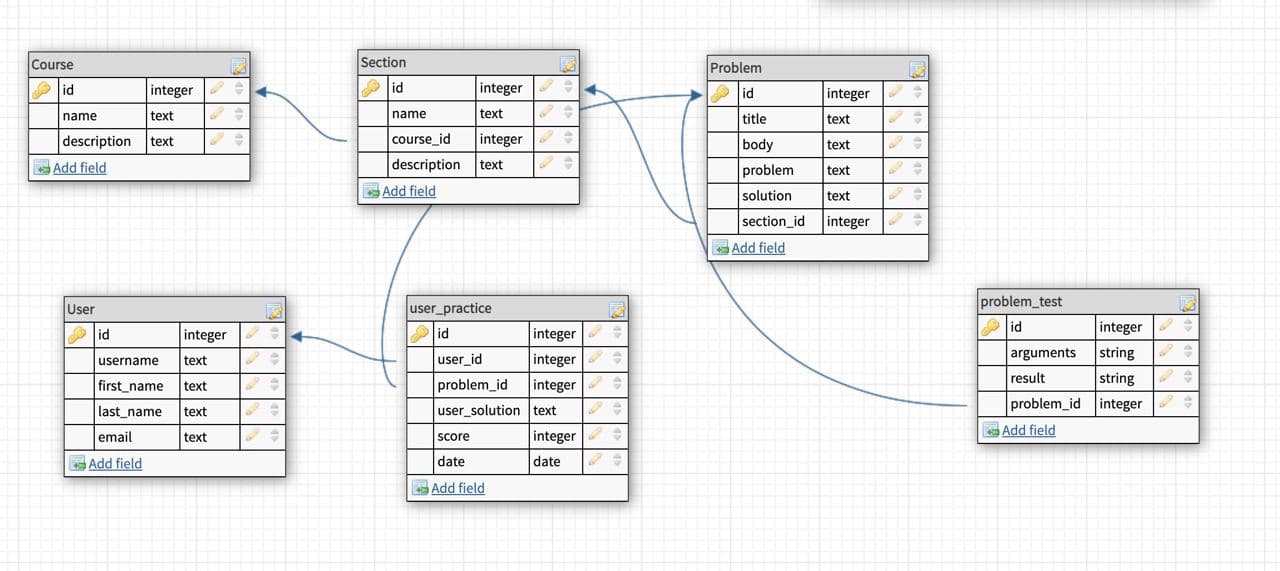 Course
id integer
name text
description text
Add field
Section
id integer
name text
course_id integer
description text
Add field
Problem
id integer
title text
body text
problem text
solution text
section_id integer
Add field
User
id integer
username text
first_name text
last_name text
email text
Add field
user_practice
id integer
user_id integer
problem_id integer
user_solution text
score integer
date date
Add field
problem_test
id integer
arguments string
result string
problem_id integer
Add field